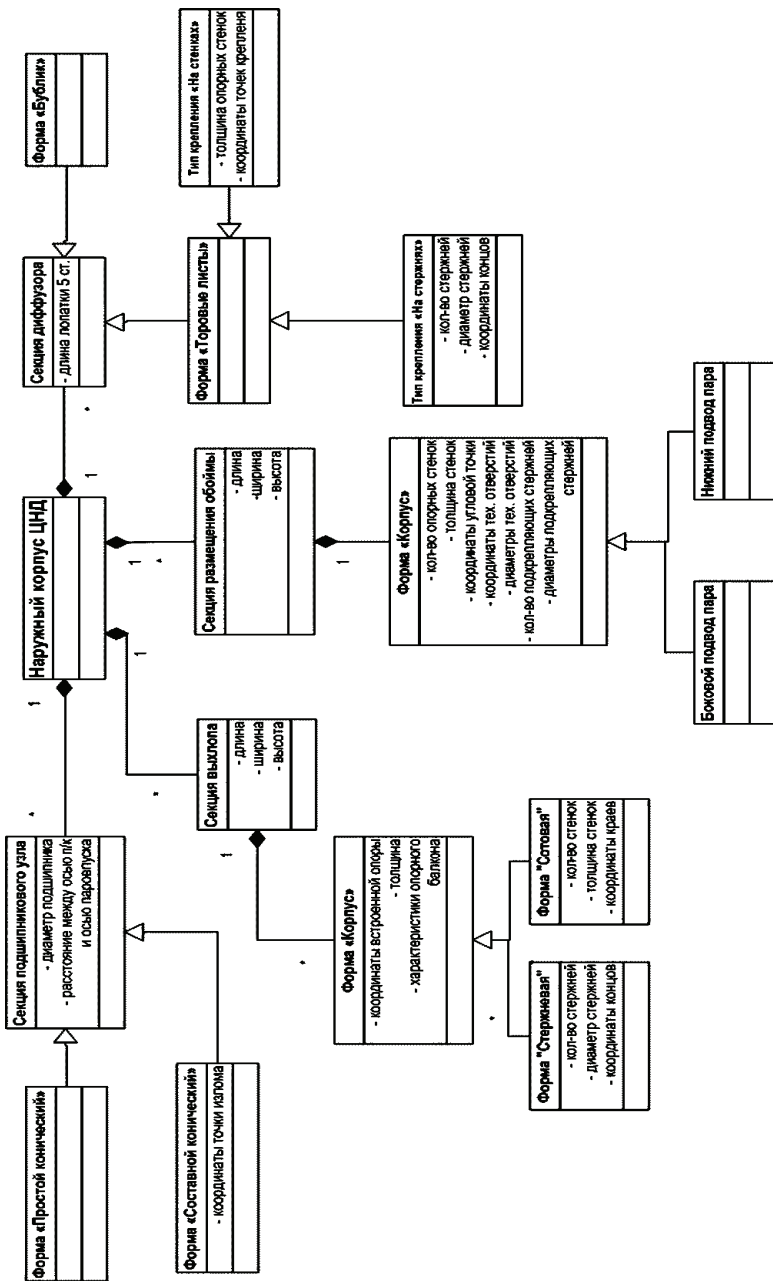 Наружный корпус ЦНД
1
1
1
1
*
*
*
*
Секция подшипникового узла
- диаметр подшипника
- расстояние между осью п/к
и осью паровпуска
Форма «Простой конический»
Форма «Составной конический»
- координаты точки излома
Секция выхлопа
- длина
- ширина
- высота
1
*
Форма «Корпус»
- координаты встроенной опоры
- толщина
- характеристики опорного
балкона
*
Форма "Стержневая"
- кол-во стержней
- диаметр стержней
- координаты концов
Форма "Сотовая"
- кол-во стенок
- толщина стенок
- координаты краев
Секция размещения обоймы
- длина
-ширина
- высота
1
Форма «Корпус»
- кол-во опорных стенок
- толщина стенок
- координаты угловой точки
- координаты тех. отверстий
- диаметры тех. отверстий
- кол-во подкрепляющих стержней
- диаметры подкрепляющих
стержней
Боковой подвод пара
Нижний подвод пара
Секция диффузора
- длина лопатки 5 ст.
Форма «Бублик»
Форма «Торовые листы»
Тип крепления «На стенках»
- толщина опорных стенок
- координаты точек крепленя
Тип крепления «На стержнях»
- кол-во стержней
- диаметр стержней
- координаты концов